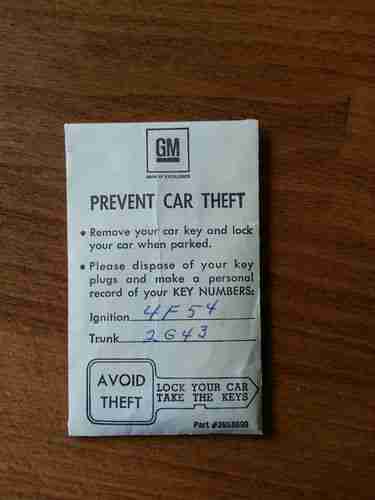 GM
MARK OF EXCELLENCE
PREVENT CAR THEFT
• Remove your car key and lock
your car when parked.
• Please dispose of your key
plugs and make a personal
record of your KEY NUMBERS:
Ignition 4F54
Trunk 2G43
AVOID
THEFT
LOCK YOUR CAR
TAKE THE KEYS
Part